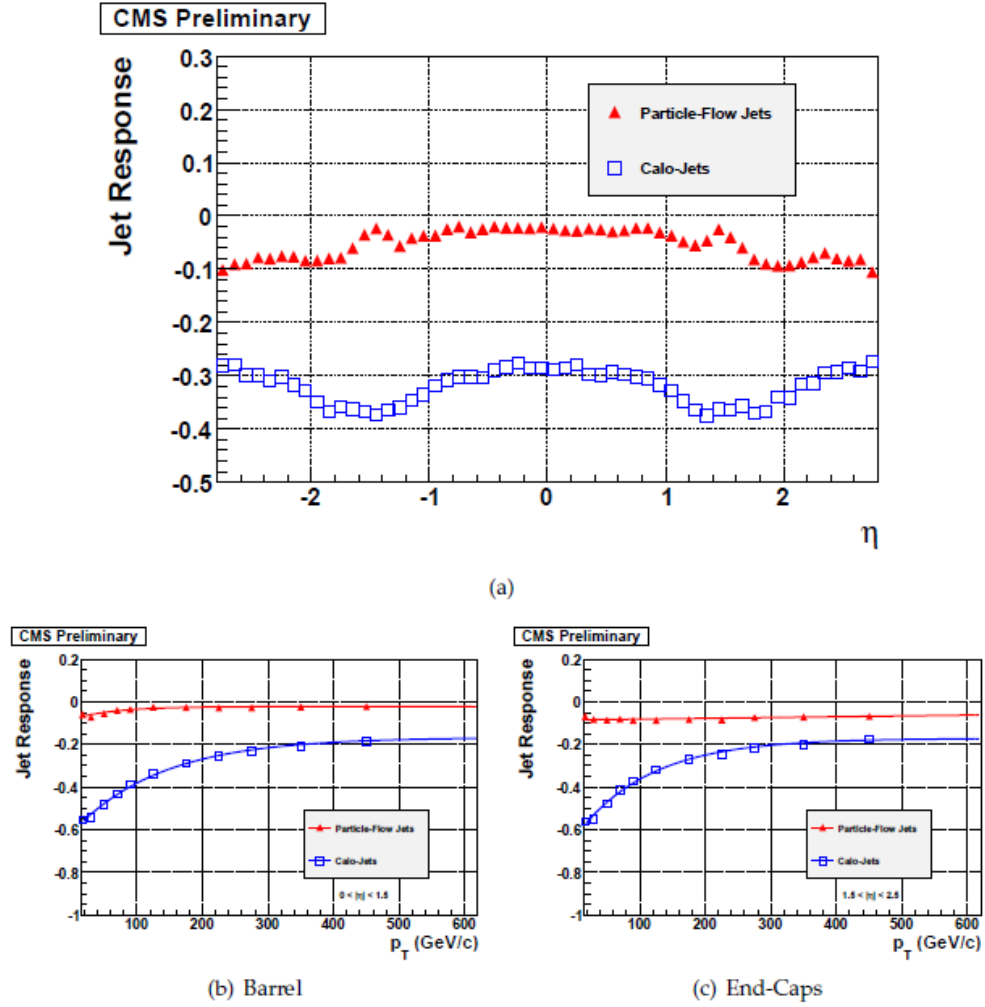 CMS Preliminary
Jet Response
0.3
0.2
0.1
0
-0.1
-0.2
-0.3
-0.4
-0.5
Particle-Flow Jets
Calo-Jets
-2 -1 0 1 2
η
(a)
CMS Preliminary
Jet Response
0.2
0
-0.2
-0.4
-0.6
-0.8
-1
Particle-Flow Jets
Calo-Jets
0 < |η| < 1.5
100 200 300 400 500 600
p_T (GeV/c)
(b) Barrel
CMS Preliminary
Jet Response
0.2
0
-0.2
-0.4
-0.6
-0.8
-1
Particle-Flow Jets
Calo-Jets
1.5 < |η| < 2.5
100 200 300 400 500 600
p_T (GeV/c)
(c) End-Caps